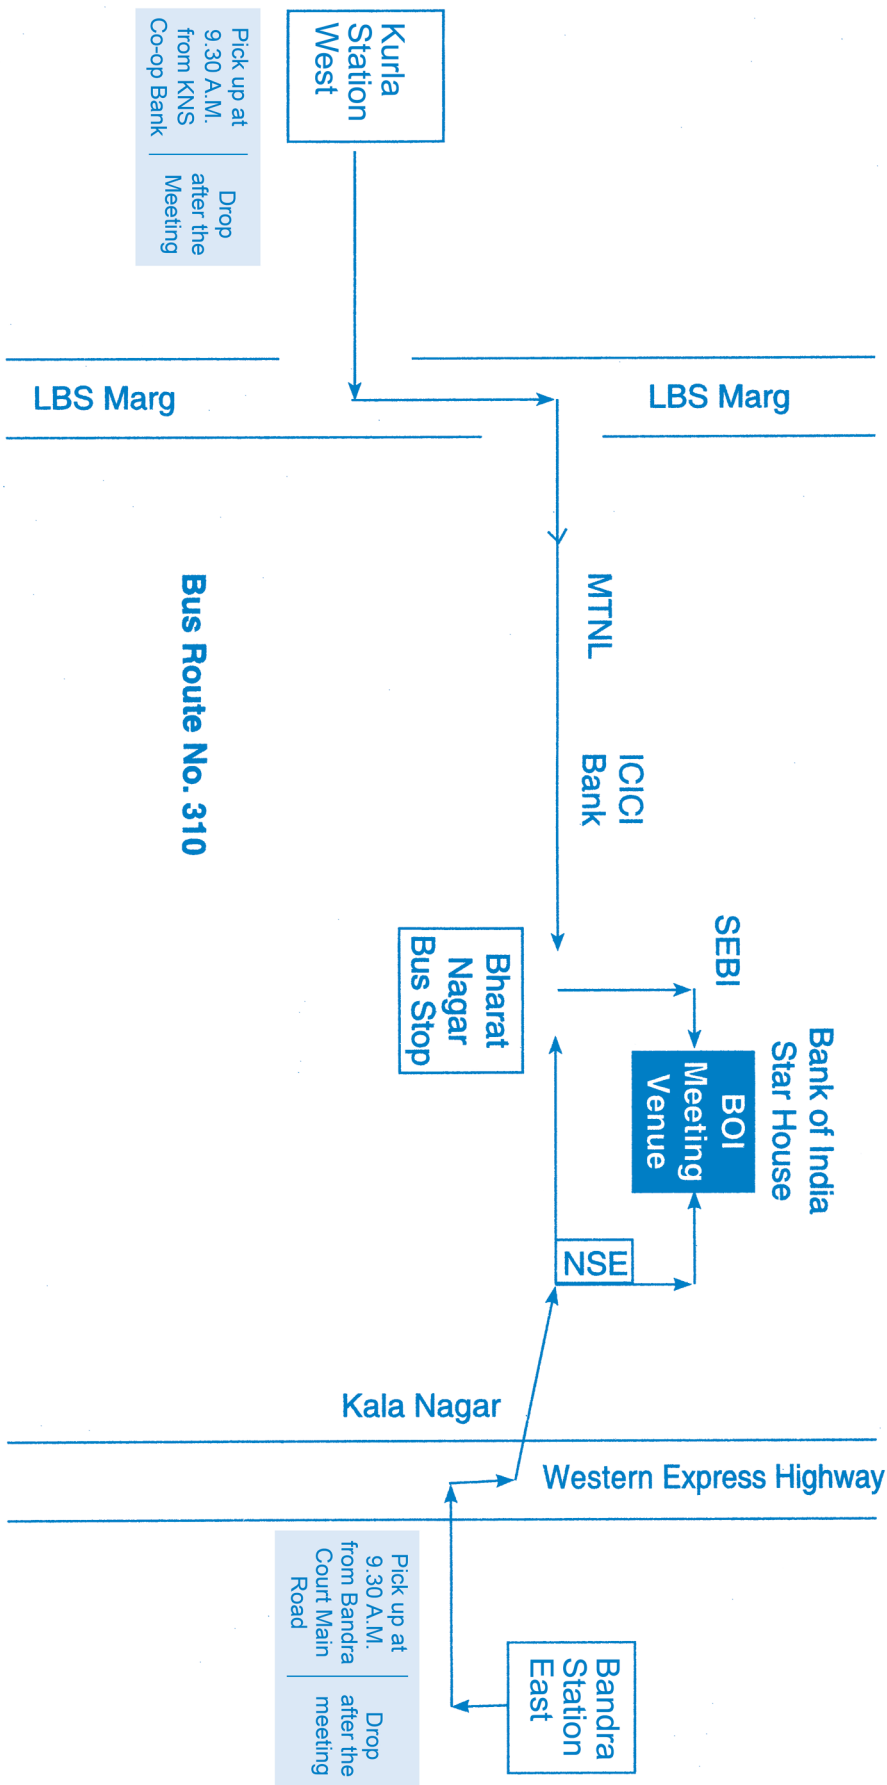 Kurla
Station
West
Pick up at
9.30 A.M.
from KNS
Co-op Bank
Drop
after the
Meeting
LBS Marg
LBS Marg
MTNL
ICICI
Bank
Bus Route No. 310
SEBI
Bharat
Nagar
Bus Stop
Bank of India
Star House
BOI
Meeting
Venue
NSE
Kala Nagar
Western Express Highway
Pick up at
9.30 A.M.
from Bandra
Court Main
Road
Drop
after the
meeting
Bandra
Station
East